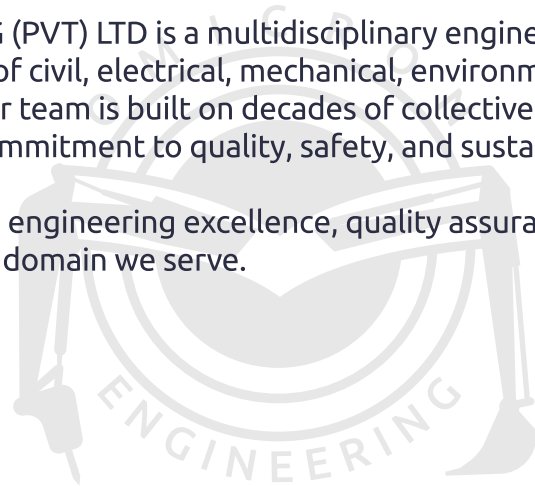 (PVT) LTD is a multidisciplinary engine
of civil, electrical, mechanical, environm
r team is built on decades of collective
mmitment to quality, safety, and susta
engineering excellence, quality assura
domain we serve.
ENGINEERING